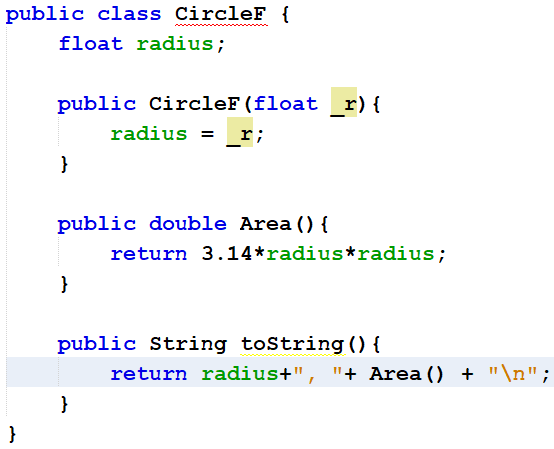 public class CircleF {
    float radius;

    public CircleF(float _r){
        radius = _r;
    }

    public double Area(){
        return 3.14*radius*radius;
    }

    public String toString(){
        return radius+", "+ Area() + "\n";
    }
}